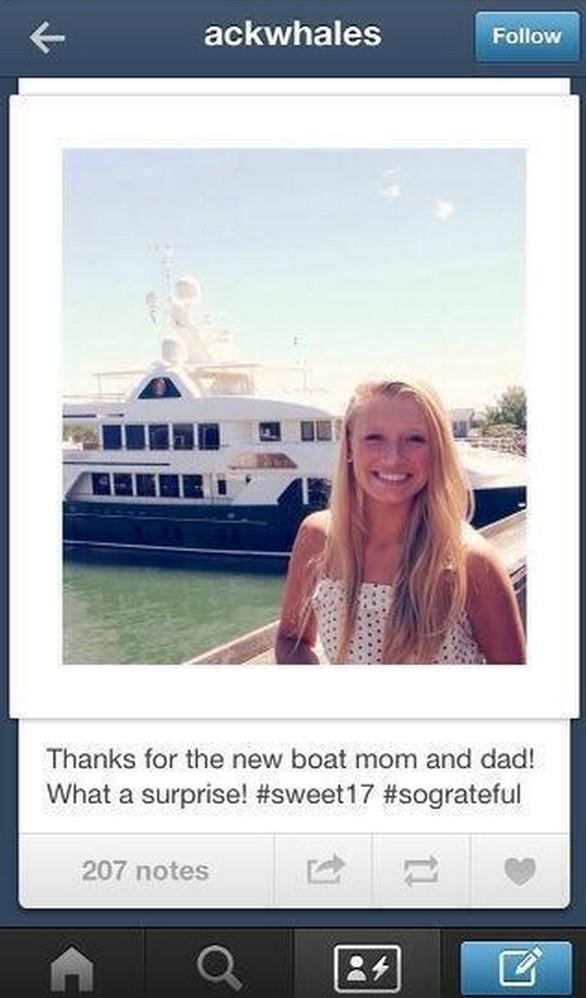 ackwhales
Follow
Thanks for the new boat mom and dad!
What a surprise! #sweet17 #sograteful
207 notes